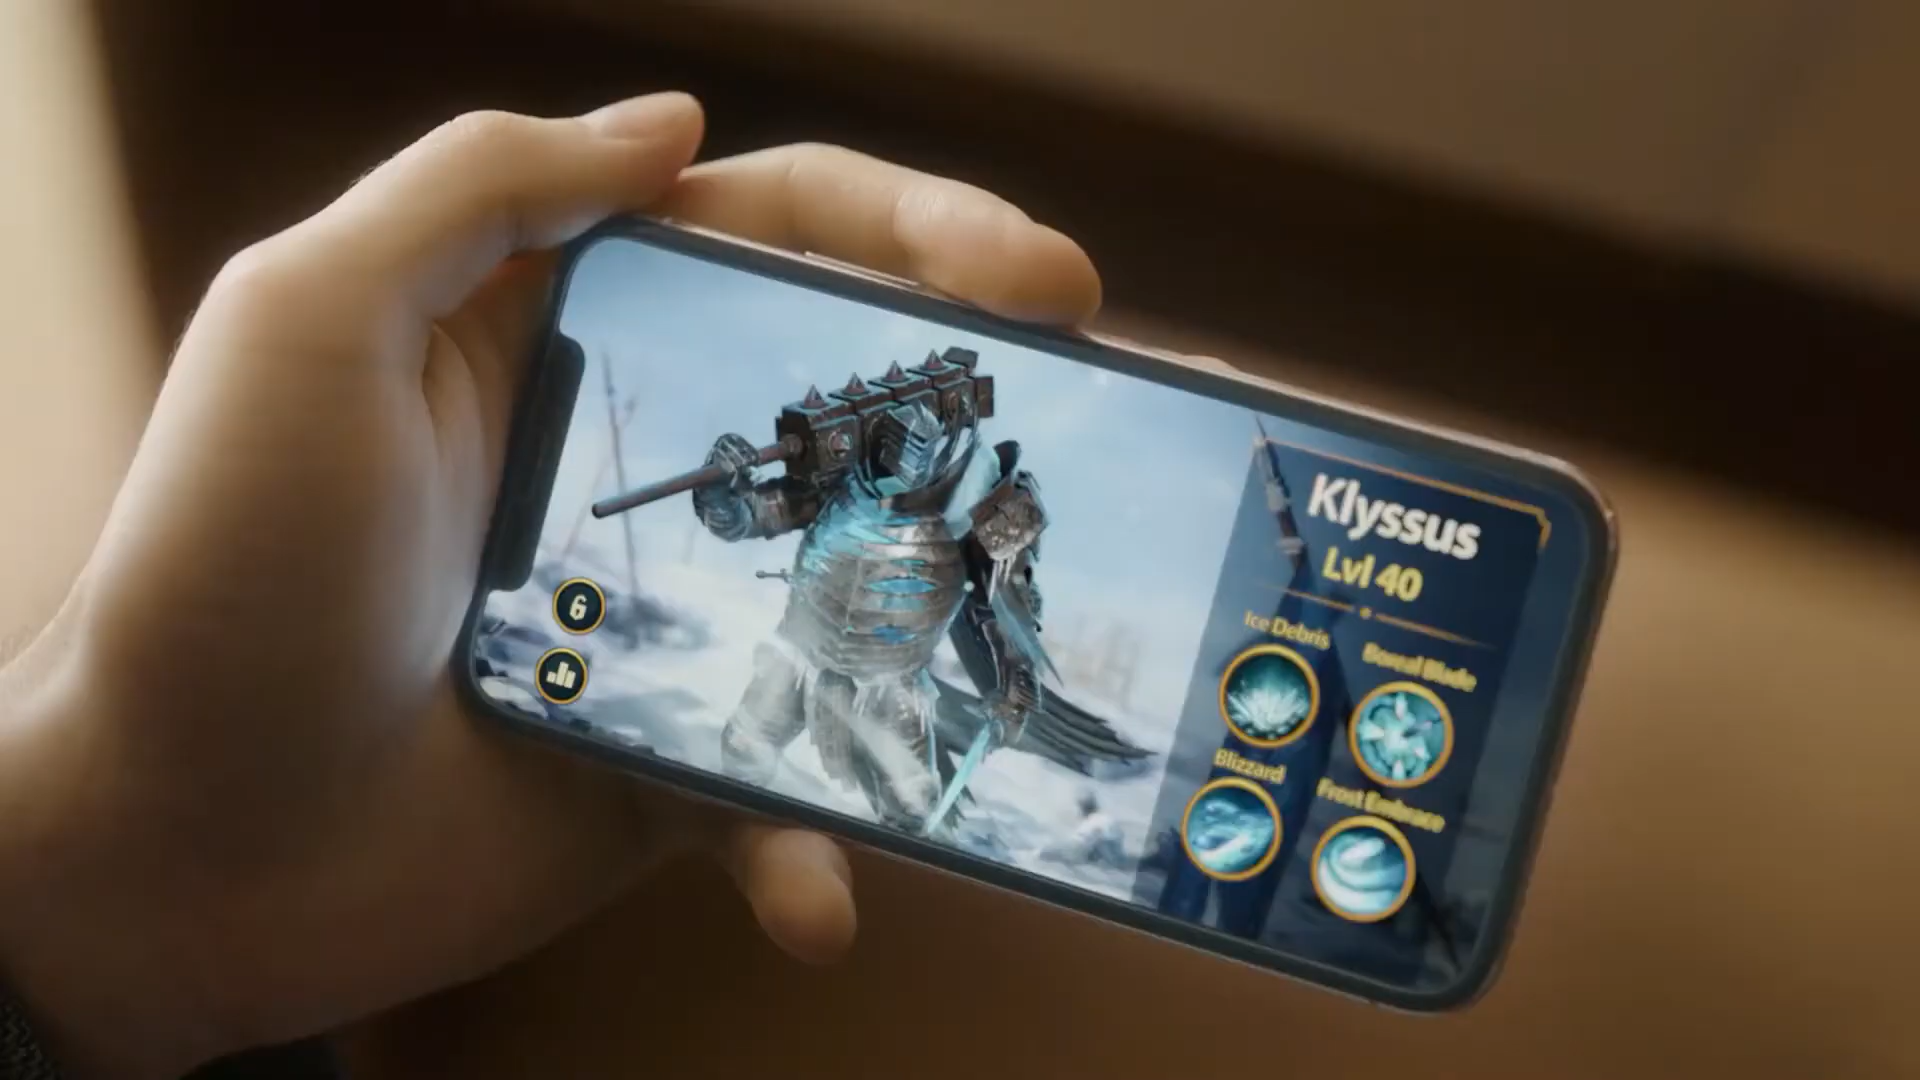 6
Klyssus
Lvl 40
Ice Debris
Boreal Blade
Blizzard
Frost Embrace